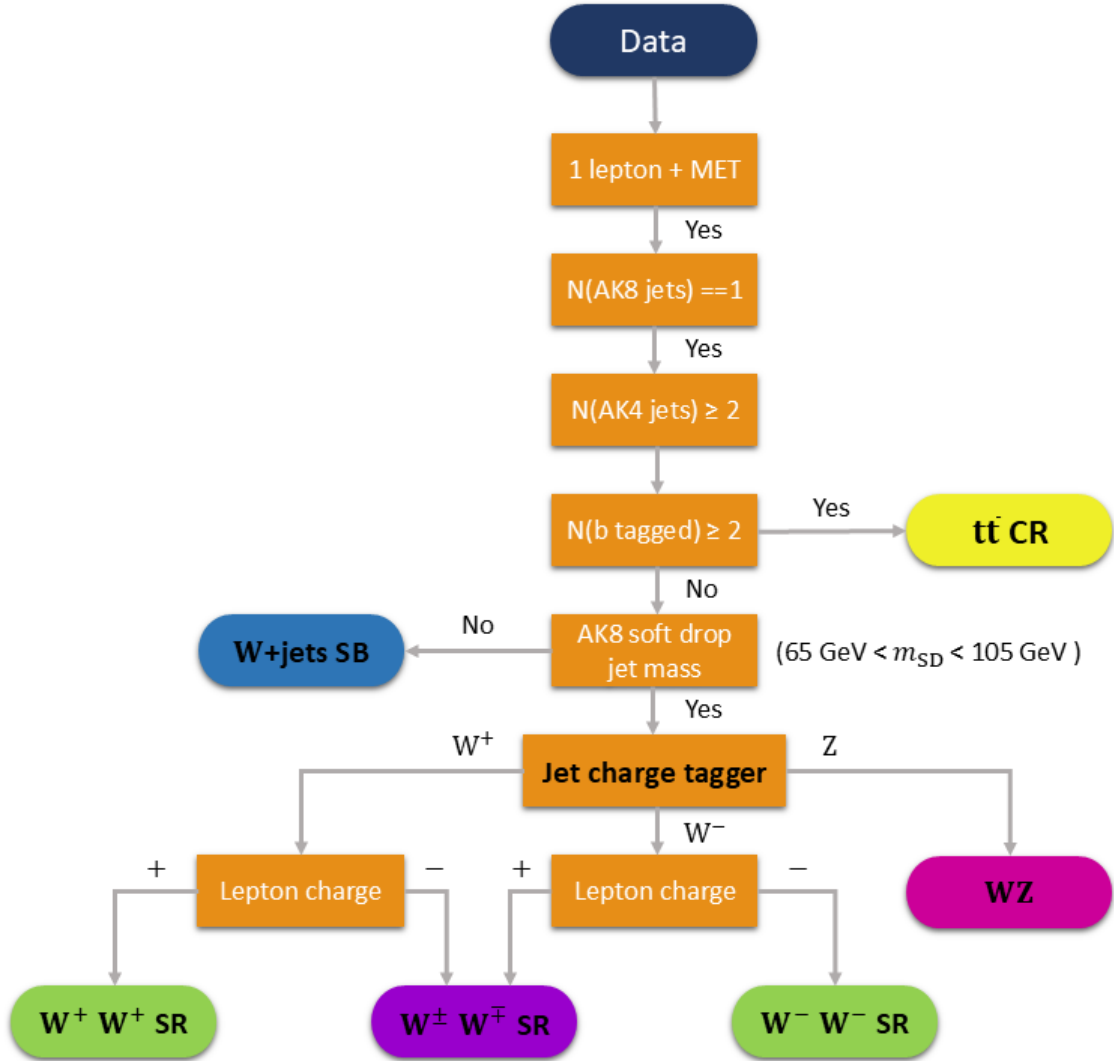 Data
1 lepton + MET
Yes
N(AK8 jets) ==1
Yes
N(AK4 jets) ≥ 2
N(b tagged) ≥ 2
Yes
tt̄ CR
No
W+jets SB
No
AK8 soft drop
jet mass
(65 GeV < m_SD < 105 GeV )
Yes
W⁺
Jet charge tagger
Z
W⁻
+
Lepton charge
−
+
Lepton charge
−
WZ
W⁺ W⁺ SR
W± W∓ SR
W⁻ W⁻ SR